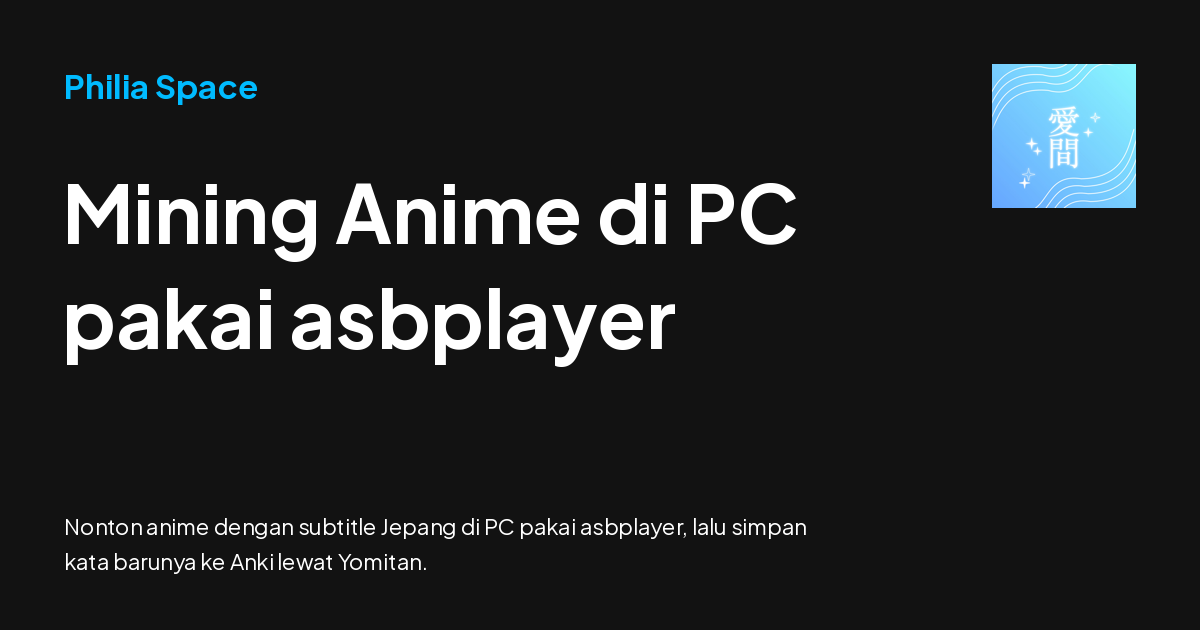 Philia Space
愛
間
Mining Anime di PC
pakai asbplayer
Nonton anime dengan subtitle Jepang di PC pakai asbplayer, lalu simpan
kata barunya ke Anki lewat Yomitan.